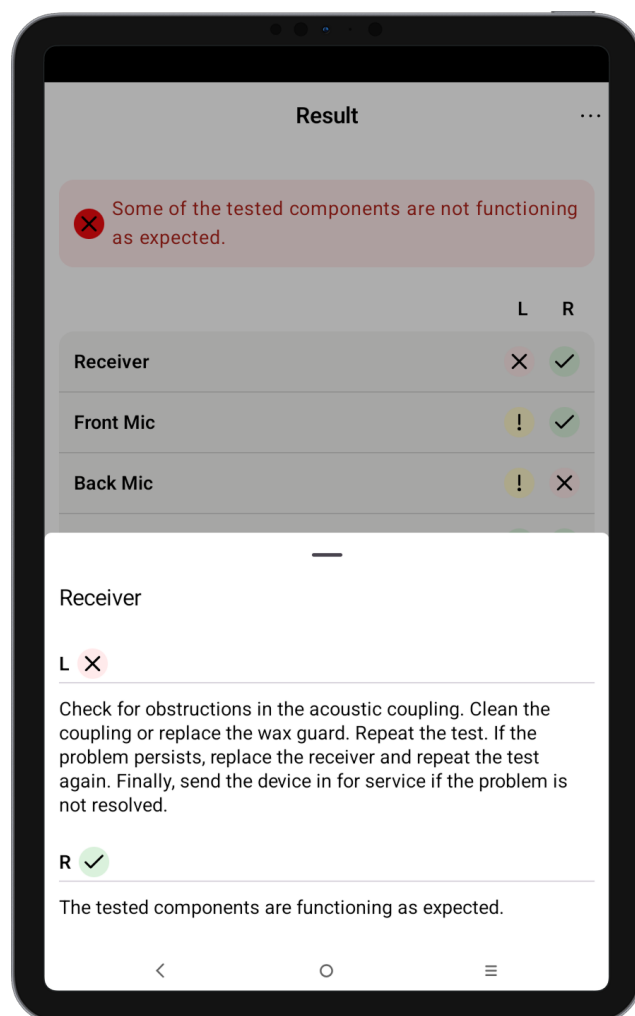 Result
Some of the tested components are not functioning
as expected.
L R
Receiver
Front Mic
Back Mic
Receiver
L
Check for obstructions in the acoustic coupling. Clean the
coupling or replace the wax guard. Repeat the test. If the
problem persists, replace the receiver and repeat the test
again. Finally, send the device in for service if the problem is
not resolved.
R
The tested components are functioning as expected.